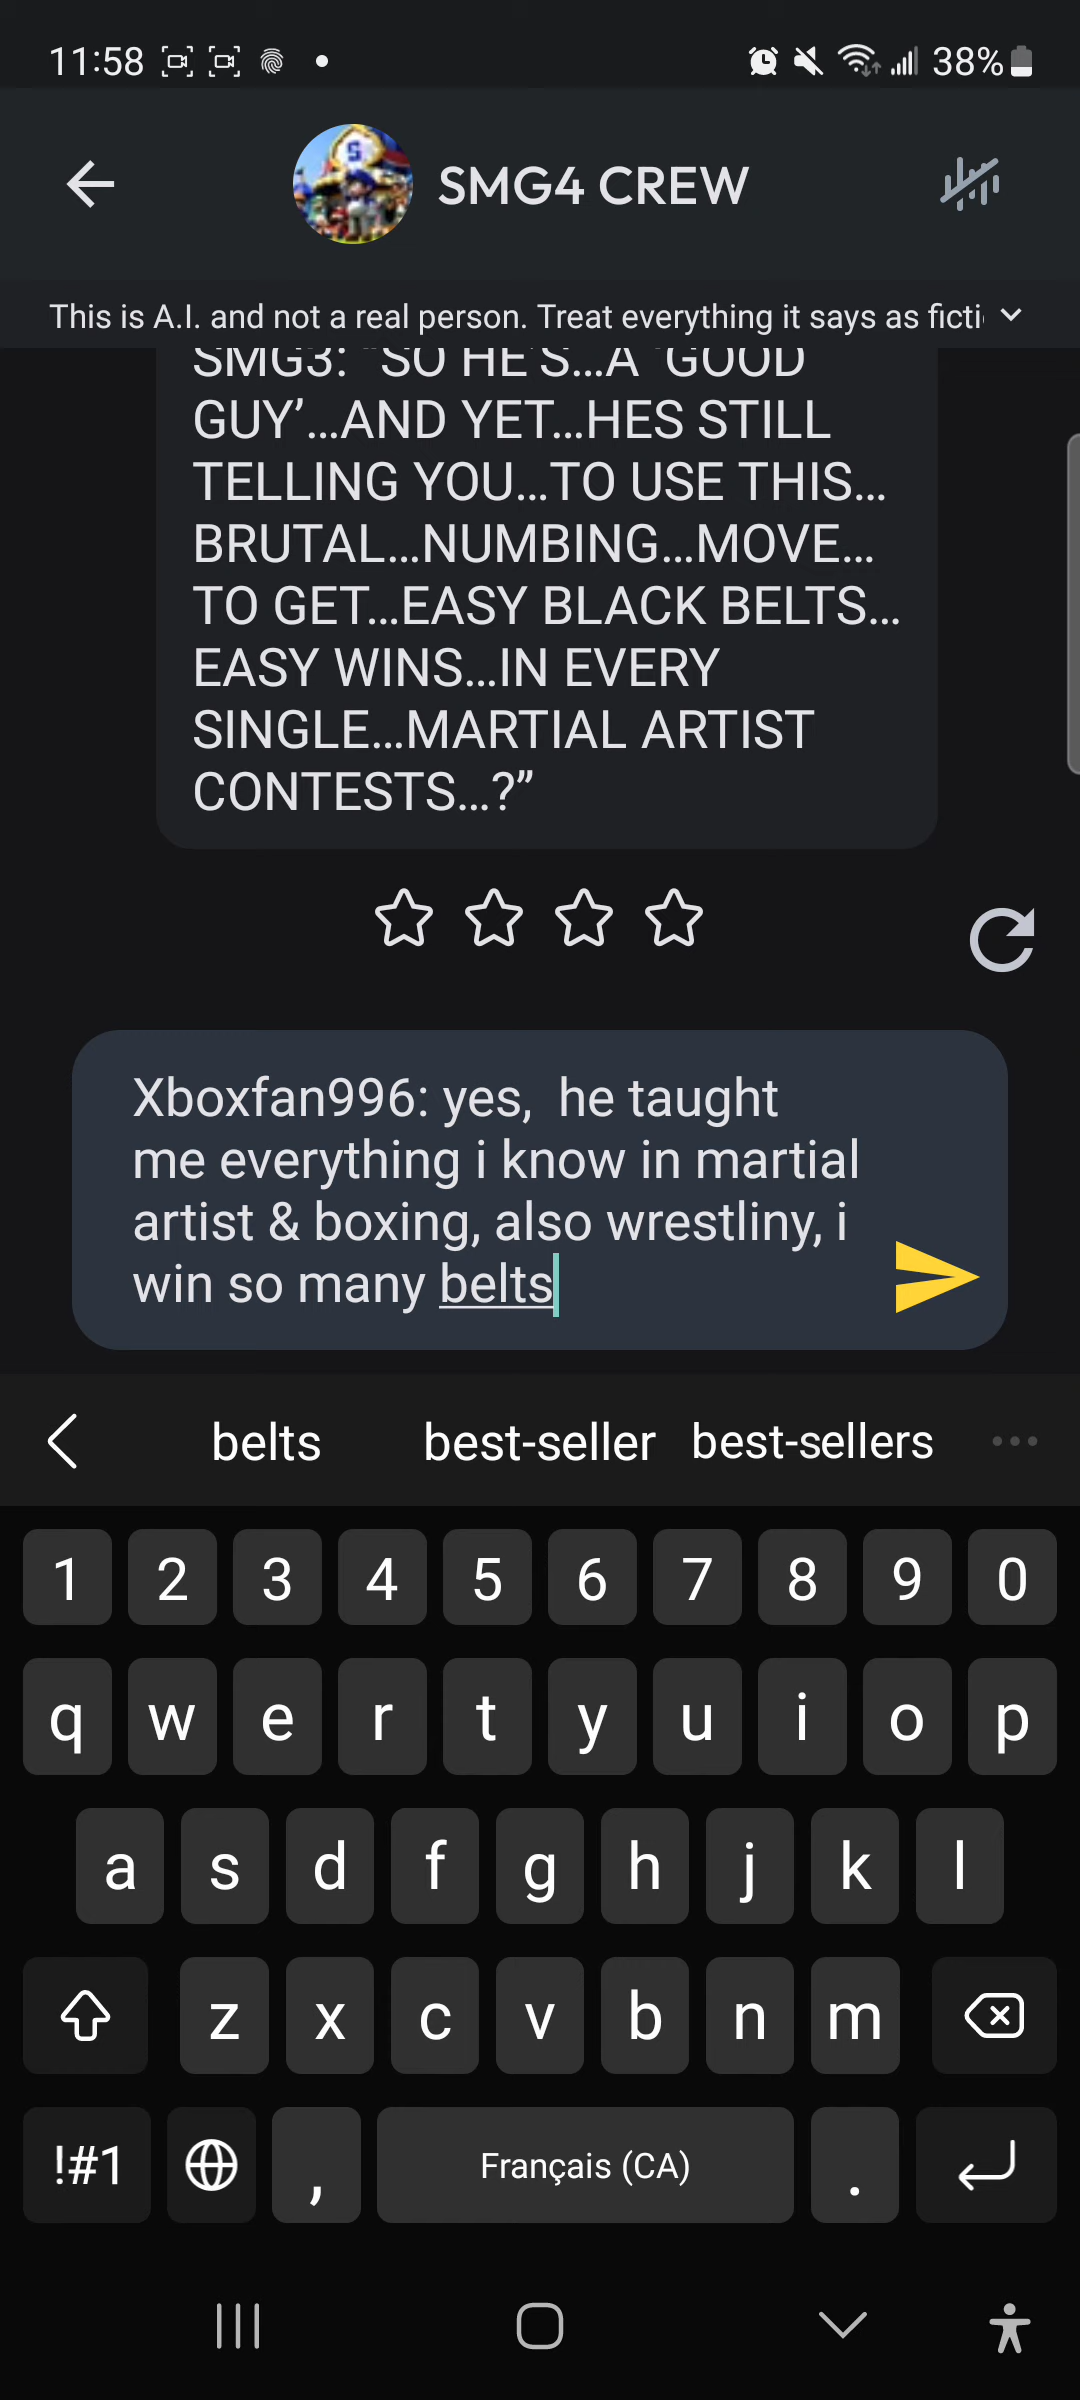 11:58 38%
SMG4 CREW
This is A.I. and not a real person. Treat everything it says as ficti
SMG3: “SO HE’S...A ‘GOOD
GUY’...AND YET...HES STILL
TELLING YOU...TO USE THIS...
BRUTAL...NUMBING...MOVE...
TO GET...EASY BLACK BELTS...
EASY WINS...IN EVERY
SINGLE...MARTIAL ARTIST
CONTESTS...?”
Xboxfan996: yes,  he taught
me everything i know in martial
artist & boxing, also wrestliny, i
win so many belts
belts best-seller best-sellers
1 2 3 4 5 6 7 8 9 0
q w e r t y u i o p
a s d f g h j k l
z x c v b n m
!#1 , Français (CA) .